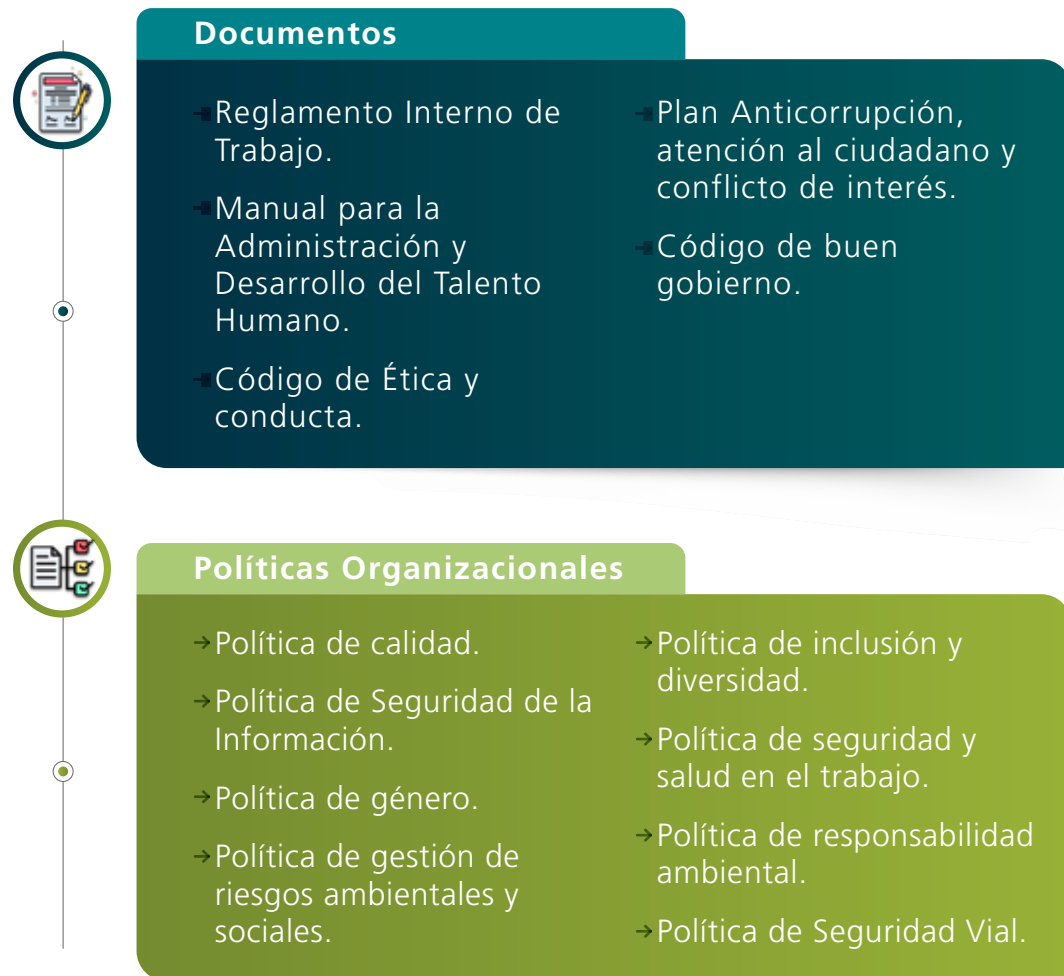 Documentos
Reglamento Interno de
Trabajo.
Manual para la
Administración y
Desarrollo del Talento
Humano.
Código de Ética y
conducta.
Plan Anticorrupción,
atención al ciudadano y
conflicto de interés.
Código de buen
gobierno.
Políticas Organizacionales
Política de calidad.
Política de Seguridad de la
Información.
Política de género.
Política de gestión de
riesgos ambientales y
sociales.
Política de inclusión y
diversidad.
Política de seguridad y
salud en el trabajo.
Política de responsabilidad
ambiental.
Política de Seguridad Vial.